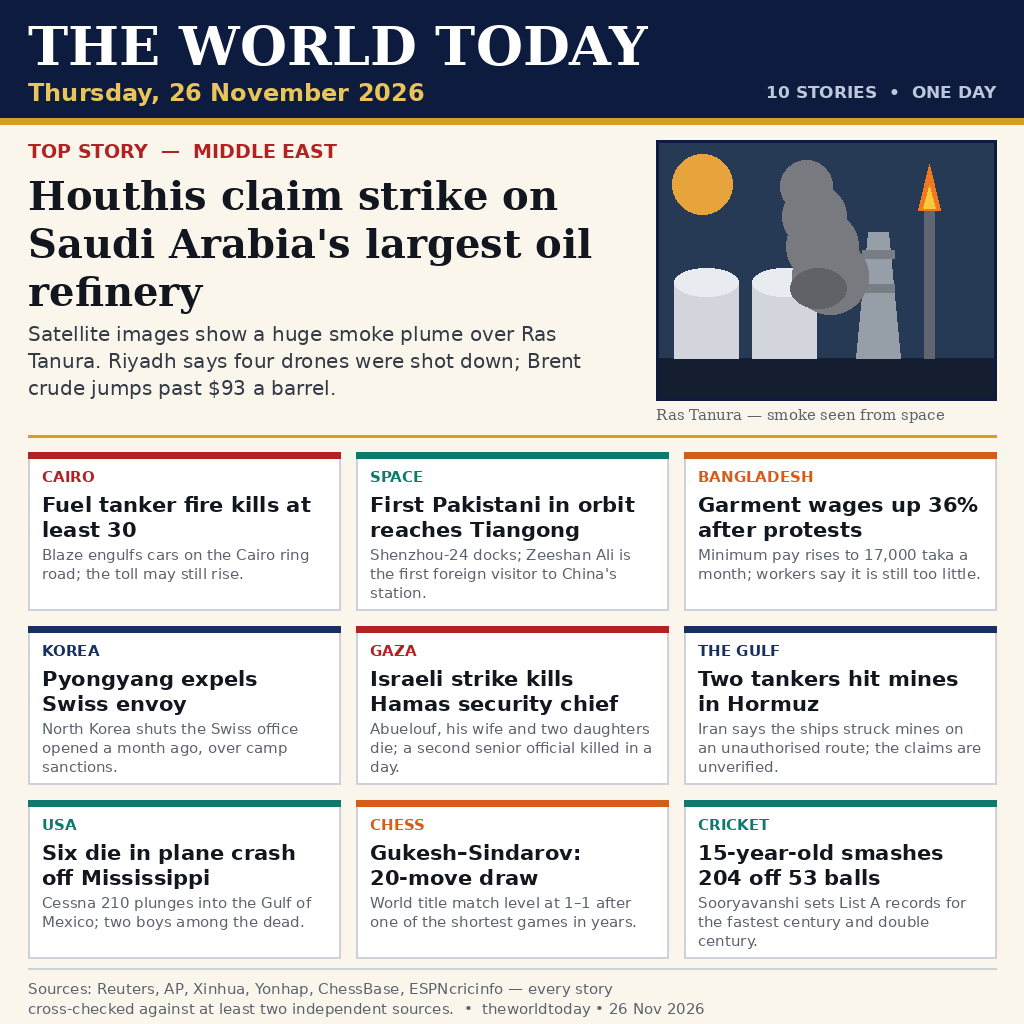 THE WORLD TODAY
Thursday, 26 November 2026
10 STORIES • ONE DAY
TOP STORY — MIDDLE EAST
Houthis claim strike on
Saudi Arabia's largest oil
refinery
Satellite images show a huge smoke plume over Ras
Tanura. Riyadh says four drones were shot down; Brent
crude jumps past $93 a barrel.
Ras Tanura — smoke seen from space
CAIRO
Fuel tanker fire kills at
least 30
Blaze engulfs cars on the Cairo ring
road; the toll may still rise.
SPACE
First Pakistani in orbit
reaches Tiangong
Shenzhou-24 docks; Zeeshan Ali is
the first foreign visitor to China's
station.
BANGLADESH
Garment wages up 36%
after protests
Minimum pay rises to 17,000 taka a
month; workers say it is still too little.
KOREA
Pyongyang expels
Swiss envoy
North Korea shuts the Swiss office
opened a month ago, over camp
sanctions.
GAZA
Israeli strike kills
Hamas security chief
Abuelouf, his wife and two daughters
die; a second senior official killed in a
day.
THE GULF
Two tankers hit mines
in Hormuz
Iran says the ships struck mines on
an unauthorised route; the claims are
unverified.
USA
Six die in plane crash
off Mississippi
Cessna 210 plunges into the Gulf of
Mexico; two boys among the dead.
CHESS
Gukesh–Sindarov:
20-move draw
World title match level at 1–1 after
one of the shortest games in years.
CRICKET
15-year-old smashes
204 off 53 balls
Sooryavanshi sets List A records for
the fastest century and double
century.
Sources: Reuters, AP, Xinhua, Yonhap, ChessBase, ESPNcricinfo — every story
cross-checked against at least two independent sources. • theworldtoday • 26 Nov 2026